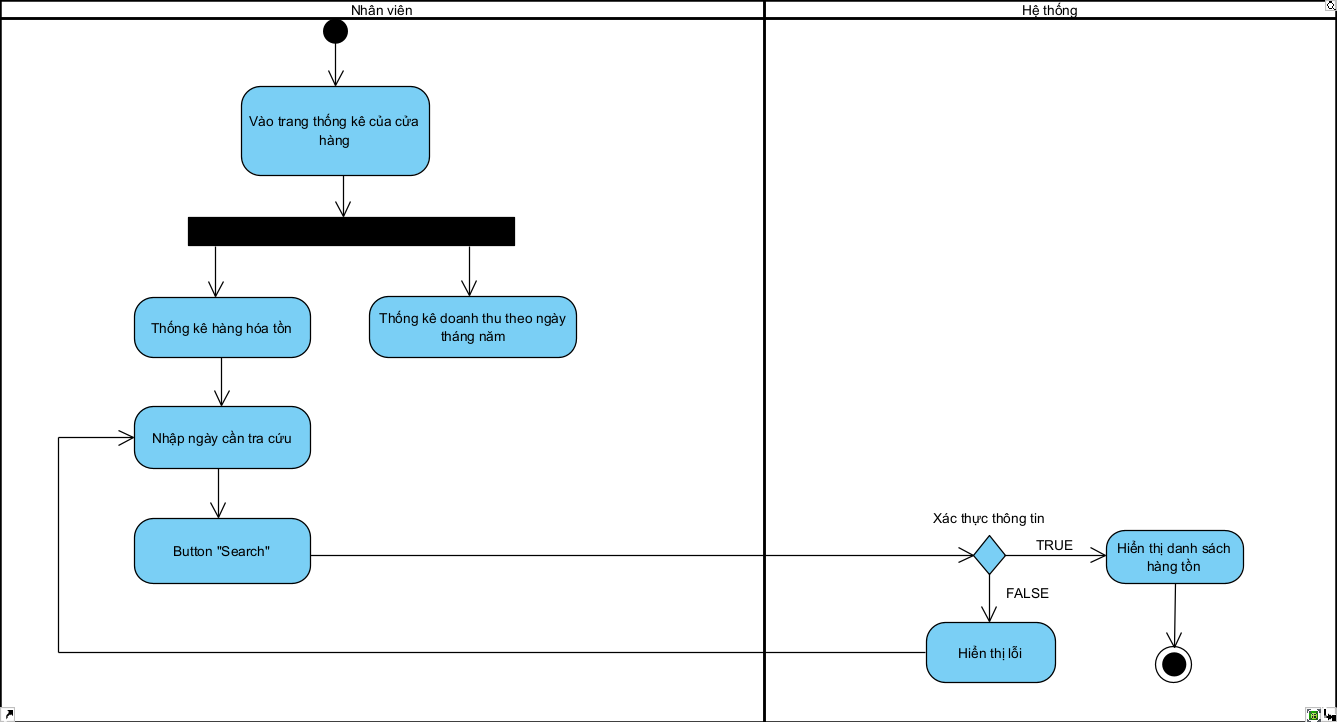 Nhân viên
Hệ thống
Vào trang thống kê của cửa
hàng
Thống kê hàng hóa tồn
Thống kê doanh thu theo ngày
tháng năm
Nhập ngày cần tra cứu
Button "Search"
Xác thực thông tin
TRUE
Hiển thị danh sách
hàng tồn
FALSE
Hiển thị lỗi